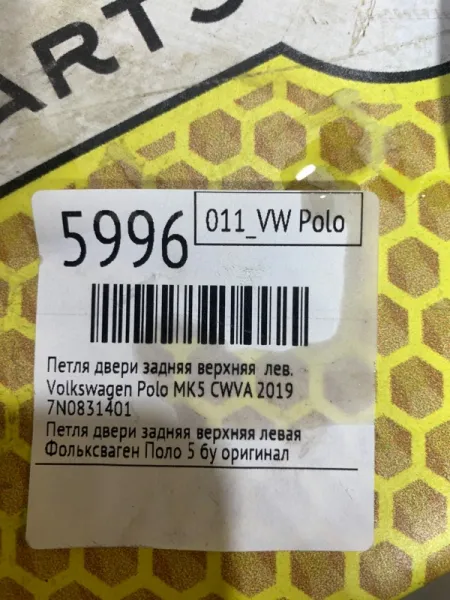 ARTS
5996
011_VW Polo
Петля двери задняя верхняя лев.
Volkswagen Polo MK5 CWVA 2019
7N0831401
Петля двери задняя верхняя левая
Фольксваген Поло 5 бу оригинал